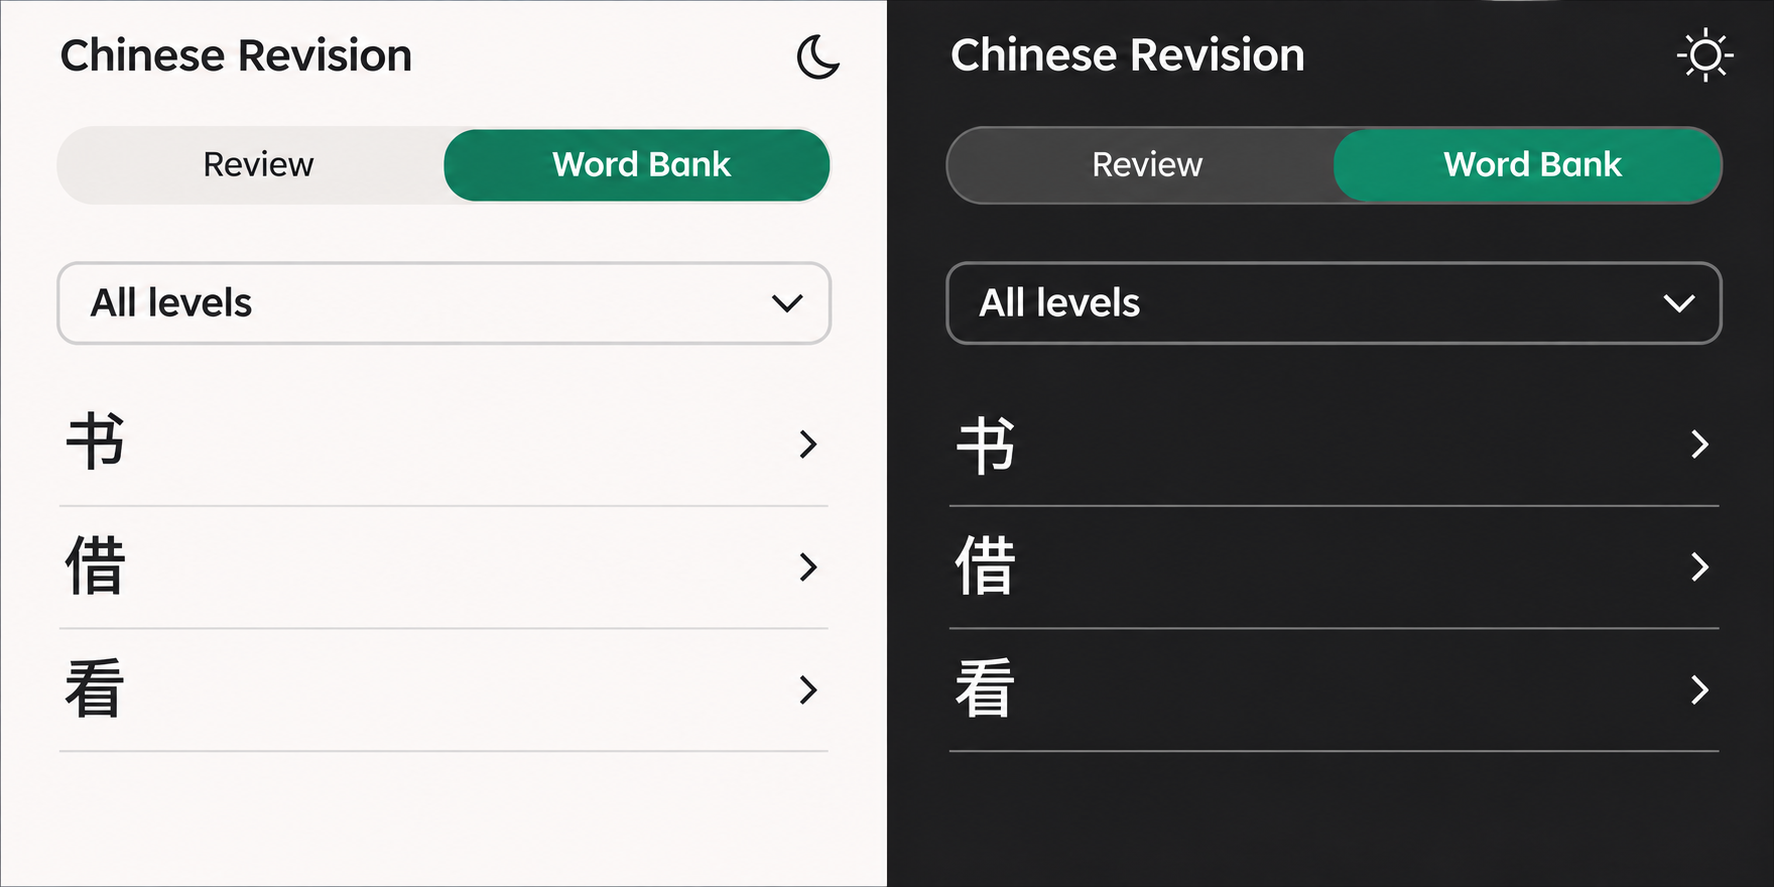 Chinese Revision
Review Word Bank
All levels
书
借
看
Chinese Revision
Review Word Bank
All levels
书
借
看